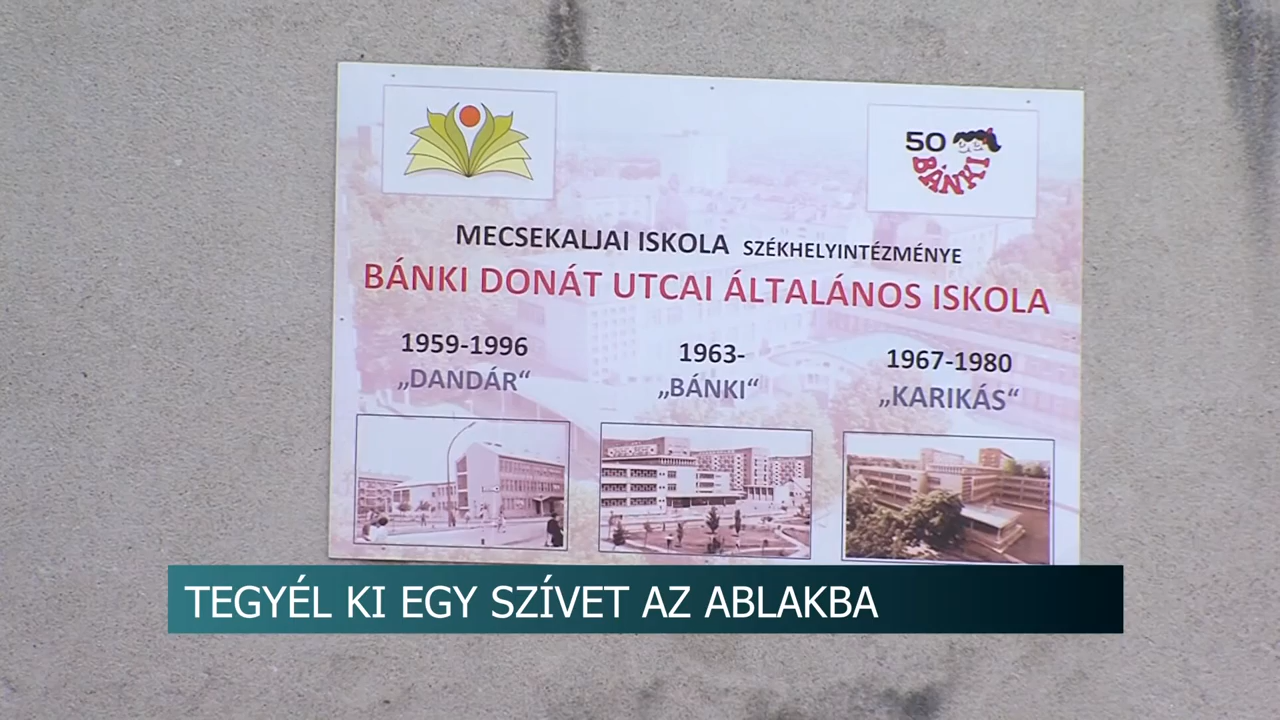 50
BÁNKI
MECSEKALJAI ISKOLA SZÉKHELYINTÉZMÉNYE
BÁNKI DONÁT UTCAI ÁLTALÁNOS ISKOLA
1959-1996
„DANDÁR“
1963-
„BÁNKI“
1967-1980
„KARIKÁS“
TEGYÉL KI EGY SZÍVET AZ ABLAKBA